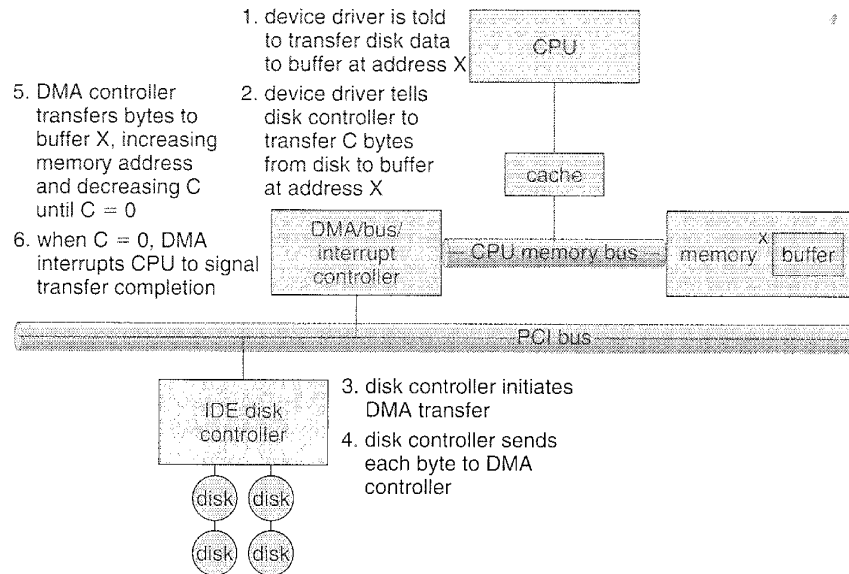 1. device driver is told
to transfer disk data
to buffer at address X
CPU
5. DMA controller
transfers bytes to
buffer X, increasing
memory address
and decreasing C
until C = 0
2. device driver tells
disk controller to
transfer C bytes
from disk to buffer
at address X
cache
6. when C = 0, DMA
interrupts CPU to signal
transfer completion
DMA/bus/
interrupt
controller
CPU memory bus
memory
X
buffer
PCI bus
IDE disk
controller
3. disk controller initiates
DMA transfer
4. disk controller sends
each byte to DMA
controller
disk
disk
disk
disk